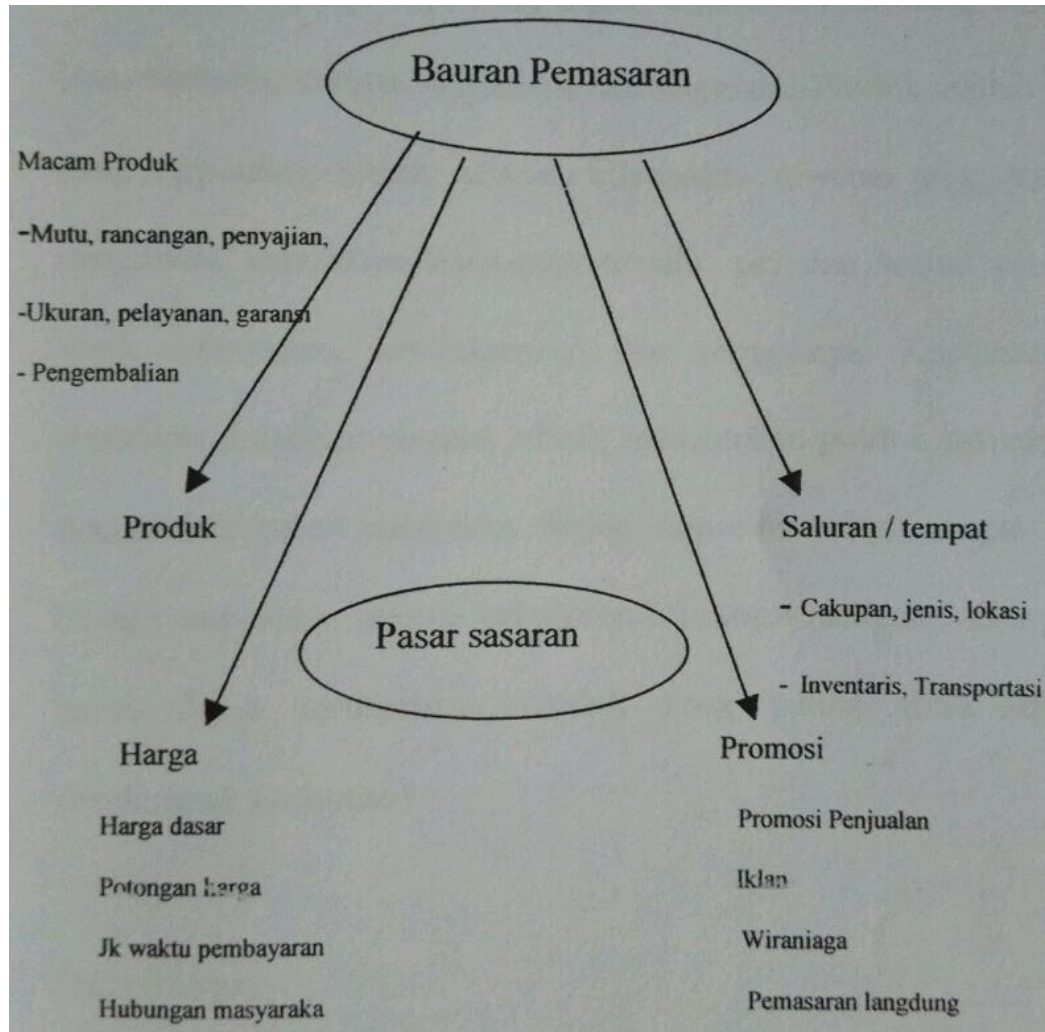 Bauran Pemasaran
Macam Produk
-Mutu, rancangan, penyajian,
-Ukuran, pelayanan, garansi
- Pengembalian
Produk
Saluran / tempat
- Cakupan, jenis, lokasi
- Inventaris, Transportasi
Pasar sasaran
Harga
Harga dasar
Potongan harga
Jk waktu pembayaran
Hubungan masyaraka
Promosi
Promosi Penjualan
Iklan
Wiraniaga
Pemasaran langdung